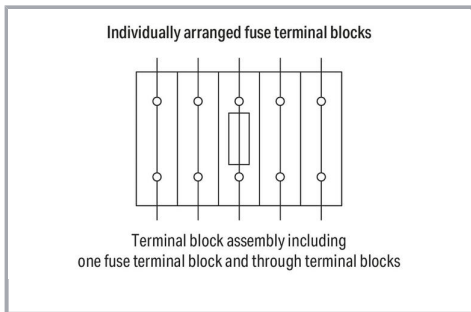 Individually arranged fuse terminal blocks
Terminal block assembly including
one fuse terminal block and through terminal blocks